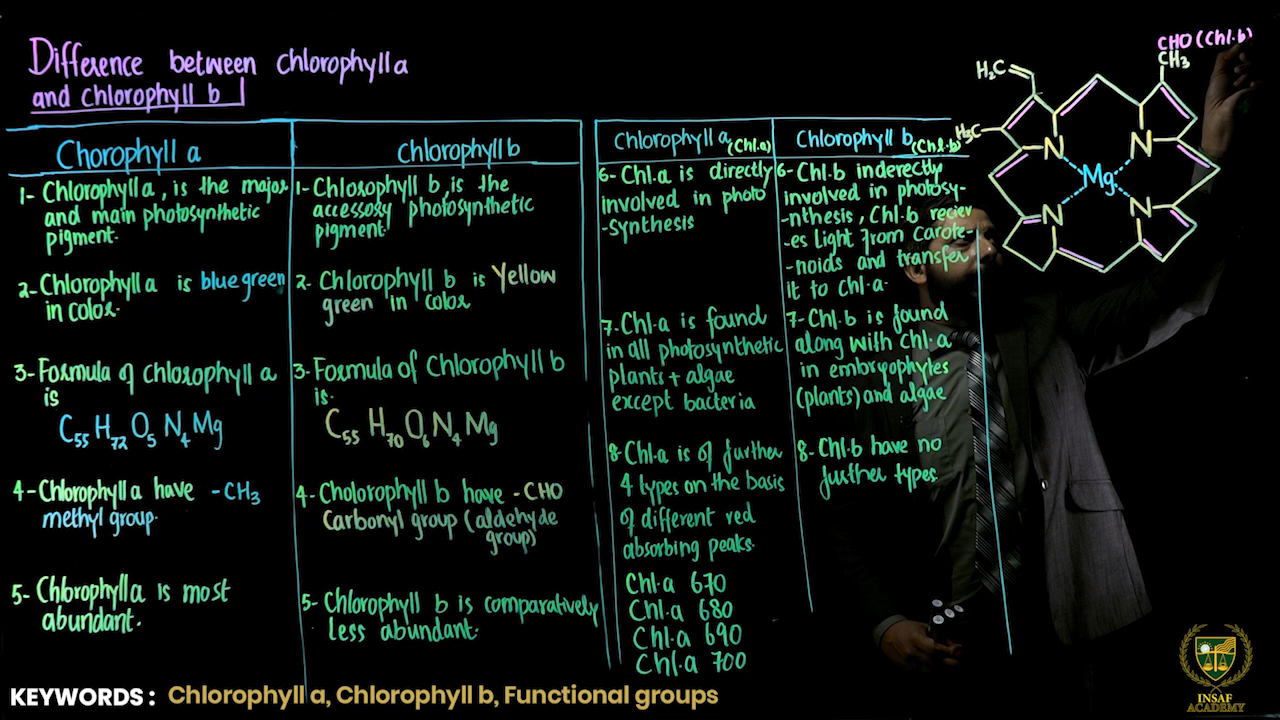 Difference between chlorophyll a
and Chlorophyll b
Chorophyll a
1- Chlorophyll a, is the major
and main photosynthetic
pigment.
2- Chlorophyll a is blue green
in color.
3- Formula of chlorophyll a
is
C55 H72 O5 N4 Mg
4- Chlorophyll a have - CH3
methyl group.
5- Chlorophyll a is most
abundant.
Chlorophyll b
1- Chlorophyll b, is the
accessory photosynthetic
pigment.
2- Chlorophyll b is Yellow
green in color
3- Formula of Chlorophyll b
is.
C55 H70 O6 N4 Mg
4- Cholorophyll b have - CHO
Carbonyl group (aldehyde
group)
5- Chlorophyll b is comparatively
less abundant.
Chlorophyll a (Chl.a)
6- Chl.a is directly
involved in photo
-synthesis
7- Chl.a is found
in all photosynthetic
plants + algae
except bacteria
8- Chl.a is of further
4 types on the basis
of different red
absorbing peaks.
Chl.a 670
Chl.a 680
Chl.a 690
Chl.a 700
Chlorophyll b (Chl.b)
6- Chl.b inderectly
involved in photosy-
-nthesis, Chl.b reciev
-es light from Carote-
-noids and transfer
it to chl.a.
7- Chl.b is found
along with Chl.a
in embryophytes
(plants) and algae
8- Chl.b have no
further types.
CHO (Chl.b)
CH3
H2C
H3C
N N
Mg
N N
KEYWORDS : Chlorophyll a, Chlorophyll b, Functional groups
INSAF
ACADEMY